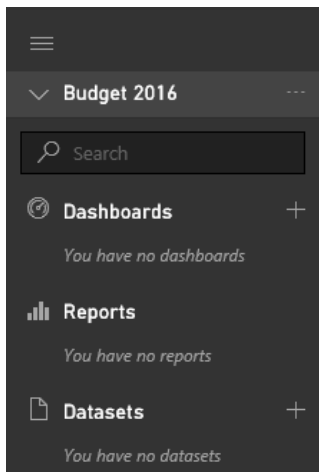 Budget 2016
Search
Dashboards
You have no dashboards
Reports
You have no reports
Datasets
You have no datasets